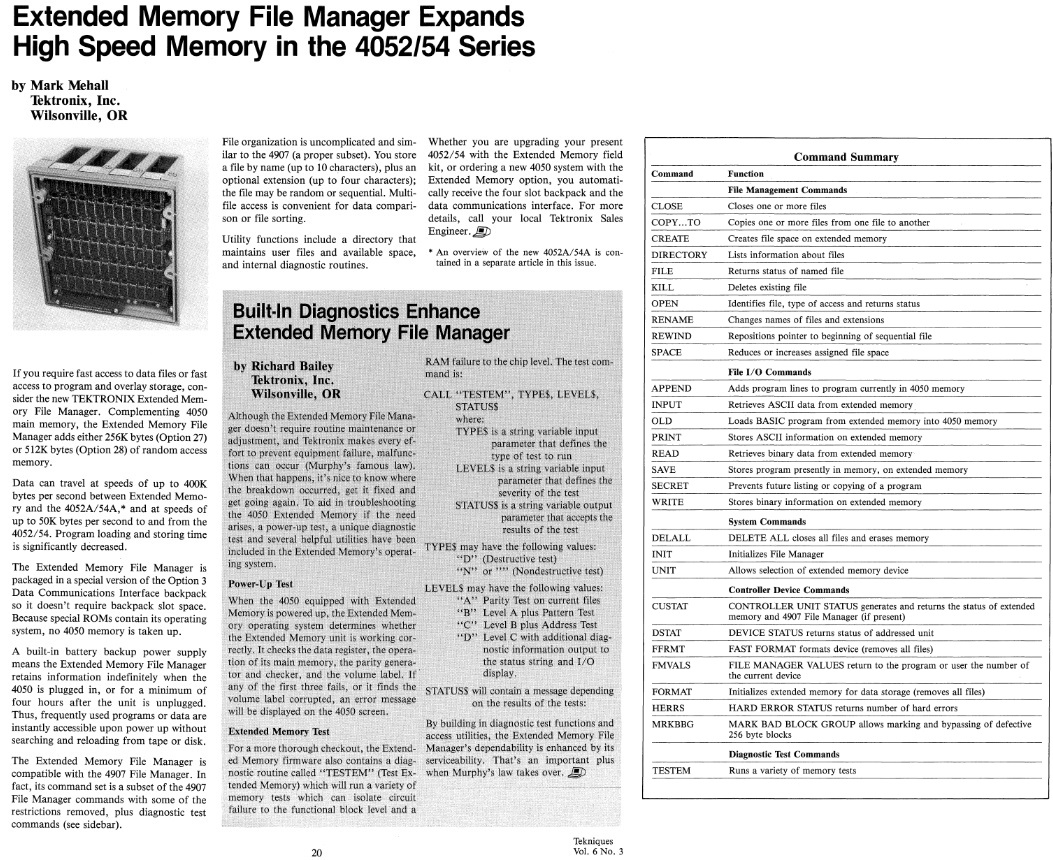 Extended Memory File Manager Expands
High Speed Memory in the 4052/54 Series
by Mark Mehall
Tektronix, Inc.
Wilsonville, OR
If you require fast access to data files or fast
access to program and overlay storage, con-
sider the new TEKTRONIX Extended Mem-
ory File Manager. Complementing 4050
main memory, the Extended Memory File
Manager adds either 256K bytes (Option 27)
or 512K bytes (Option 28) of random access
memory.
Data can travel at speeds of up to 400K
bytes per second between Extended Memo-
ry and the 4052A/54A,* and at speeds of
up to 50K bytes per second to and from the
4052/54. Program loading and storing time
is significantly decreased.
The Extended Memory File Manager is
packaged in a special version of the Option 3
Data Communications Interface backpack
so it doesn't require backpack slot space.
Because special ROMs contain its operating
system, no 4050 memory is taken up.
A built-in battery backup power supply
means the Extended Memory File Manager
retains information indefinitely when the
4050 is plugged in, or for a minimum of
four hours after the unit is unplugged.
Thus, frequently used programs or data are
instantly accessible upon power up without
searching and reloading from tape or disk.
The Extended Memory File Manager is
compatible with the 4907 File Manager. In
fact, its command set is a subset of the 4907
File Manager commands with some of the
restrictions removed, plus diagnostic test
commands (see sidebar).
File organization is uncomplicated and sim-
ilar to the 4907 (a proper subset). You store
a file by name (up to 10 characters), plus an
optional extension (up to four characters);
the file may be random or sequential. Multi-
file access is convenient for data compari-
son or file sorting.
Utility functions include a directory that
maintains user files and available space,
and internal diagnostic routines.
Whether you are upgrading your present
4052/54 with the Extended Memory field
kit, or ordering a new 4050 system with the
Extended Memory option, you automati-
cally receive the four slot backpack and the
data communications interface. For more
details, call your local Tektronix Sales
Engineer.
* An overview of the new 4052A/54A is con-
tained in a separate article in this issue.
Built-In Diagnostics Enhance
Extended Memory File Manager
by Richard Bailey
Tektronix, Inc.
Wilsonville, OR
Although the Extended Memory File Mana-
ger doesn't require routine maintenance or
adjustment, and Tektronix makes every ef-
fort to prevent equipment failure, malfunc-
tions can occur (Murphy's famous law).
When that happens, it's nice to know where
the breakdown occurred, get it fixed and
get going again. To aid in troubleshooting
the 4050 Extended Memory if the need
arises, a power-up test, a unique diagnostic
test and several helpful utilities have been
included in the Extended Memory's operat-
ing system.
Power-Up Test
When the 4050 equipped with Extended
Memory is powered up, the Extended Mem-
ory operating system determines whether
the Extended Memory unit is working cor-
rectly. It checks the data register, the opera-
tion of its main memory, the parity genera-
tor and checker, and the volume label. If
any of the first three fails, or it finds the
volume label corrupted, an error message
will be displayed on the 4050 screen.
Extended Memory Test
For a more thorough checkout, the Extend-
ed Memory firmware also contains a diag-
nostic routine called "TESTEM" (Test Ex-
tended Memory) which will run a variety of
memory tests which can isolate circuit
failure to the functional block level and a
RAM failure to the chip level. The test com-
mand is:
CALL "TESTEM", TYPE$, LEVEL$,
STATUS$
where:
TYPE$ is a string variable input
parameter that defines the
type of test to run
LEVEL$ is a string variable input
parameter that defines the
severity of the test
STATUS$ is a string variable output
parameter that accepts the
results of the test
TYPE$ may have the following values:
"D" (Destructive test)
"N" or "" (Nondestructive test)
LEVEL$ may have the following values:
"A" Parity Test on current files
"B" Level A plus Pattern Test
"C" Level B plus Address Test
"D" Level C with additional diag-
nostic information output to
the status string and I/O
display.
STATUS$ will contain a message depending
on the results of the tests:
By building in diagnostic test functions and
access utilities, the Extended Memory File
Manager's dependability is enhanced by its
serviceability. That's an important plus
when Murphy's law takes over.
Command Summary
Command Function
File Management Commands
CLOSE Closes one or more files
COPY...TO Copies one or more files from one file to another
CREATE Creates file space on extended memory
DIRECTORY Lists information about files
FILE Returns status of named file
KILL Deletes existing file
OPEN Identifies file, type of access and returns status
RENAME Changes names of files and extensions
REWIND Repositions pointer to beginning of sequential file
SPACE Reduces or increases assigned file space
File I/O Commands
APPEND Adds program lines to program currently in 4050 memory
INPUT Retrieves ASCII data from extended memory
OLD Loads BASIC program from extended memory into 4050 memory
PRINT Stores ASCII information on extended memory
READ Retrieves binary data from extended memory
SAVE Stores program presently in memory, on extended memory
SECRET Prevents future listing or copying of a program
WRITE Stores binary information on extended memory
System Commands
DELALL DELETE ALL closes all files and erases memory
INIT Initializes File Manager
UNIT Allows selection of extended memory device
Controller Device Commands
CUSTAT CONTROLLER UNIT STATUS generates and returns the status of extended
memory and 4907 File Manager (if present)
DSTAT DEVICE STATUS returns status of addressed unit
FFRMT FAST FORMAT formats device (removes all files)
FMVALS FILE MANAGER VALUES return to the program or user the number of
the current device
FORMAT Initializes extended memory for data storage (removes all files)
HERRS HARD ERROR STATUS returns number of hard errors
MRKBBG MARK BAD BLOCK GROUP allows marking and bypassing of defective
256 byte blocks
Diagnostic Test Commands
TESTEM Runs a variety of memory tests
20
Tekniques
Vol. 6 No. 3